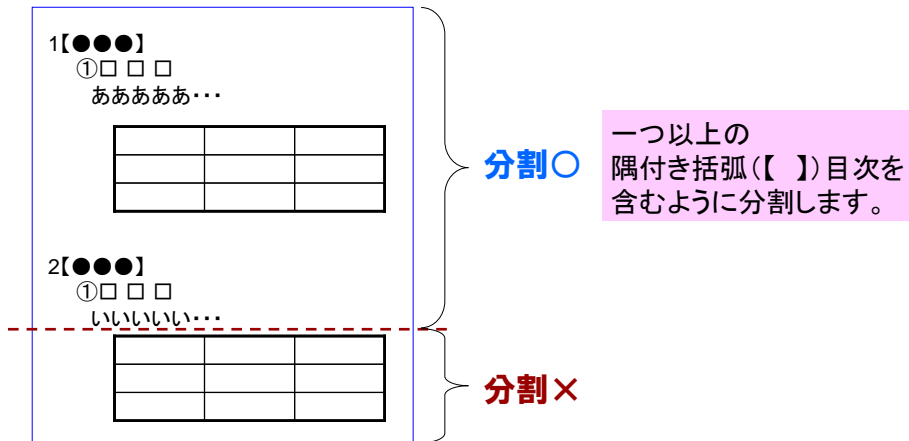 1【●●●】
①□ □ □
あああああ・・・
分割○
一つ以上の
隅付き括弧(【 】)目次を
含むように分割します。
2【●●●】
①□ □ □
いいいいい・・・
分割×